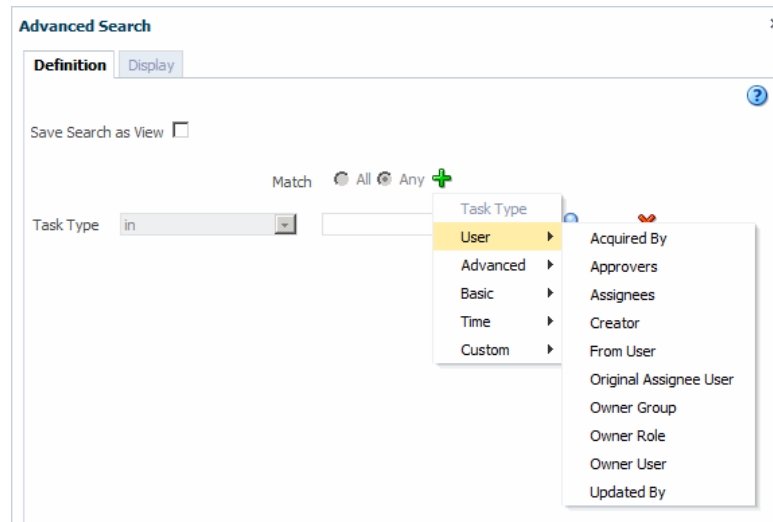 Advanced Search
Definition Display
?
Save Search as View
Match All Any
Task Type in
Task Type
User
Advanced
Basic
Time
Custom
Acquired By
Approvers
Assignees
Creator
From User
Original Assignee User
Owner Group
Owner Role
Owner User
Updated By